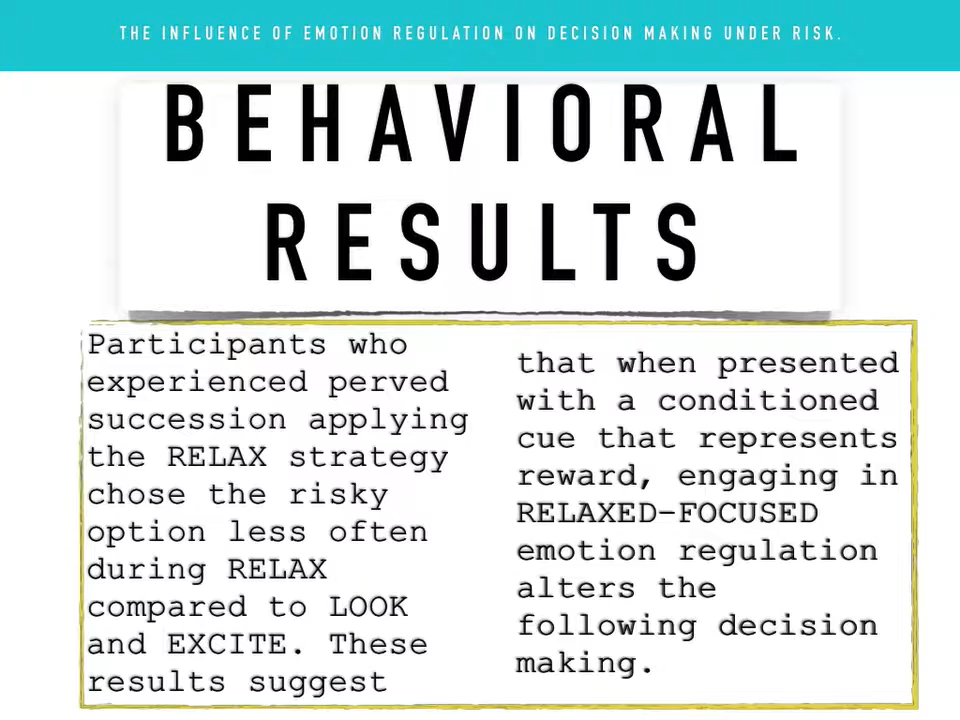 THE INFLUENCE OF EMOTION REGULATION ON DECISION MAKING UNDER RISK.
BEHAVIORAL
RESULTS
Participants who
experienced perved
succession applying
the RELAX strategy
chose the risky
option less often
during RELAX
compared to LOOK
and EXCITE. These
results suggest
that when presented
with a conditioned
cue that represents
reward, engaging in
RELAXED-FOCUSED
emotion regulation
alters the
following decision
making.